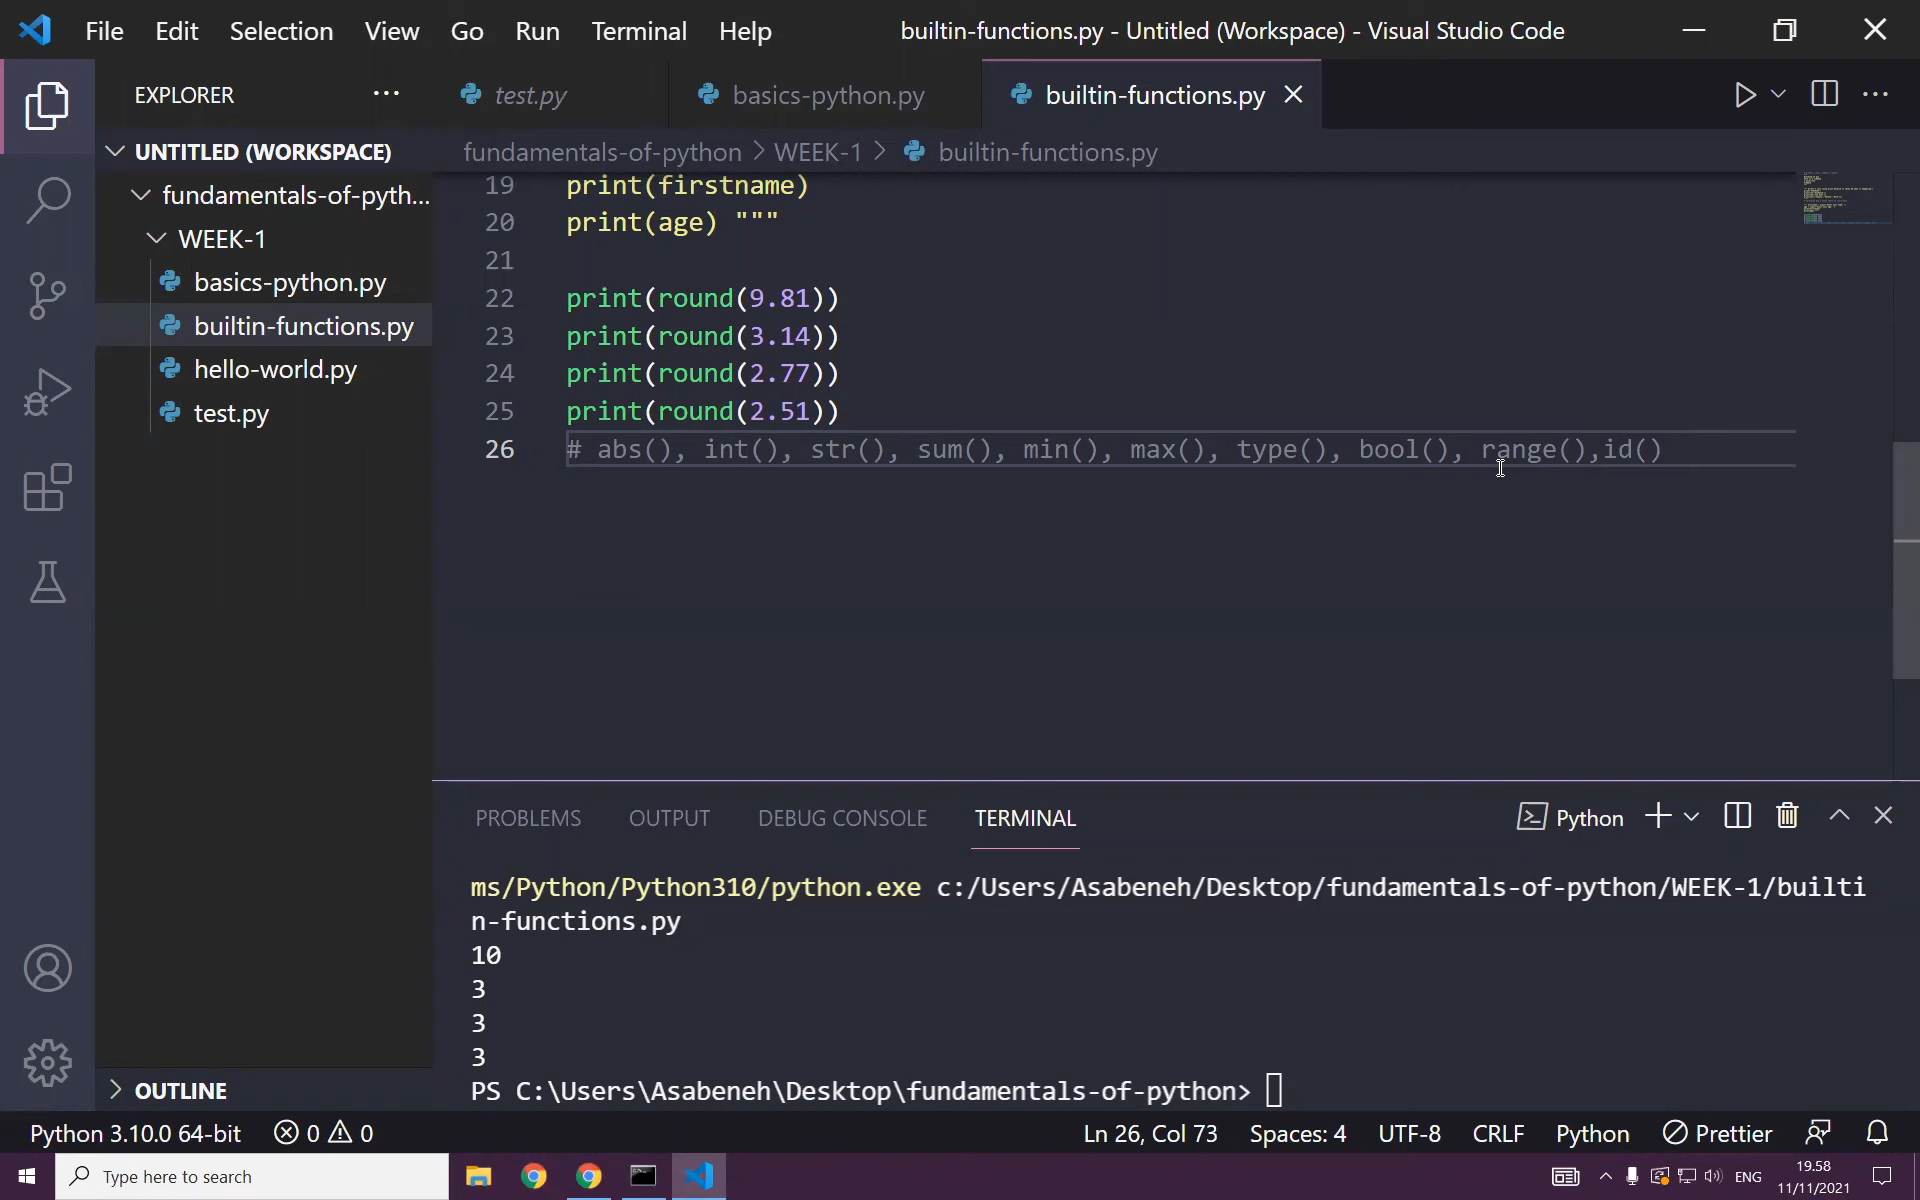 File Edit Selection View Go Run Terminal Help builtin-functions.py - Untitled (Workspace) - Visual Studio Code
EXPLORER ··· test.py basics-python.py builtin-functions.py
UNTITLED (WORKSPACE)
fundamentals-of-python > WEEK-1 > builtin-functions.py
fundamentals-of-pyth...
WEEK-1
basics-python.py
builtin-functions.py
hello-world.py
test.py
19 print(firstname)
20 print(age) """
21
22 print(round(9.81))
23 print(round(3.14))
24 print(round(2.77))
25 print(round(2.51))
26 # abs(), int(), str(), sum(), min(), max(), type(), bool(), range(),id()
PROBLEMS OUTPUT DEBUG CONSOLE TERMINAL Python
ms/Python/Python310/python.exe c:/Users/Asabeneh/Desktop/fundamentals-of-python/WEEK-1/builti
n-functions.py
10
3
3
3
PS C:\Users\Asabeneh\Desktop\fundamentals-of-python>
OUTLINE
Python 3.10.0 64-bit 0 0 Ln 26, Col 73 Spaces: 4 UTF-8 CRLF Python Prettier
Type here to search ENG 19.58
11/11/2021